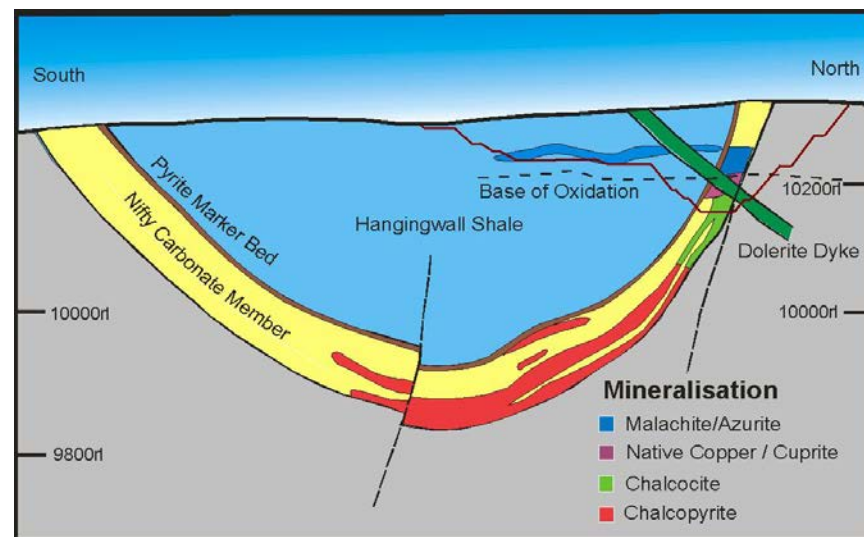 South
North
Pyrite Marker Bed
Nifty Carbonate Member
Hangingwall Shale
Base of Oxidation
10200rl
Dolerite Dyke
10000rl
10000rl
9800rl
Mineralisation
Malachite/Azurite
Native Copper / Cuprite
Chalcocite
Chalcopyrite